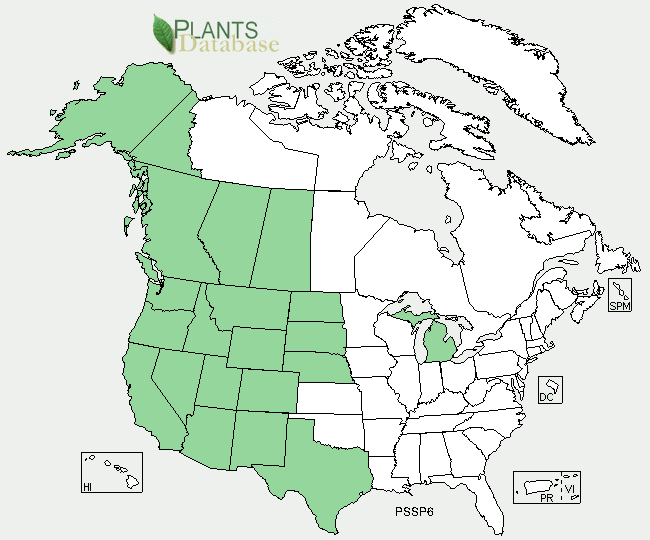 PLANTS
Database
SPM
DC
HI
PR
VI
PSSP6